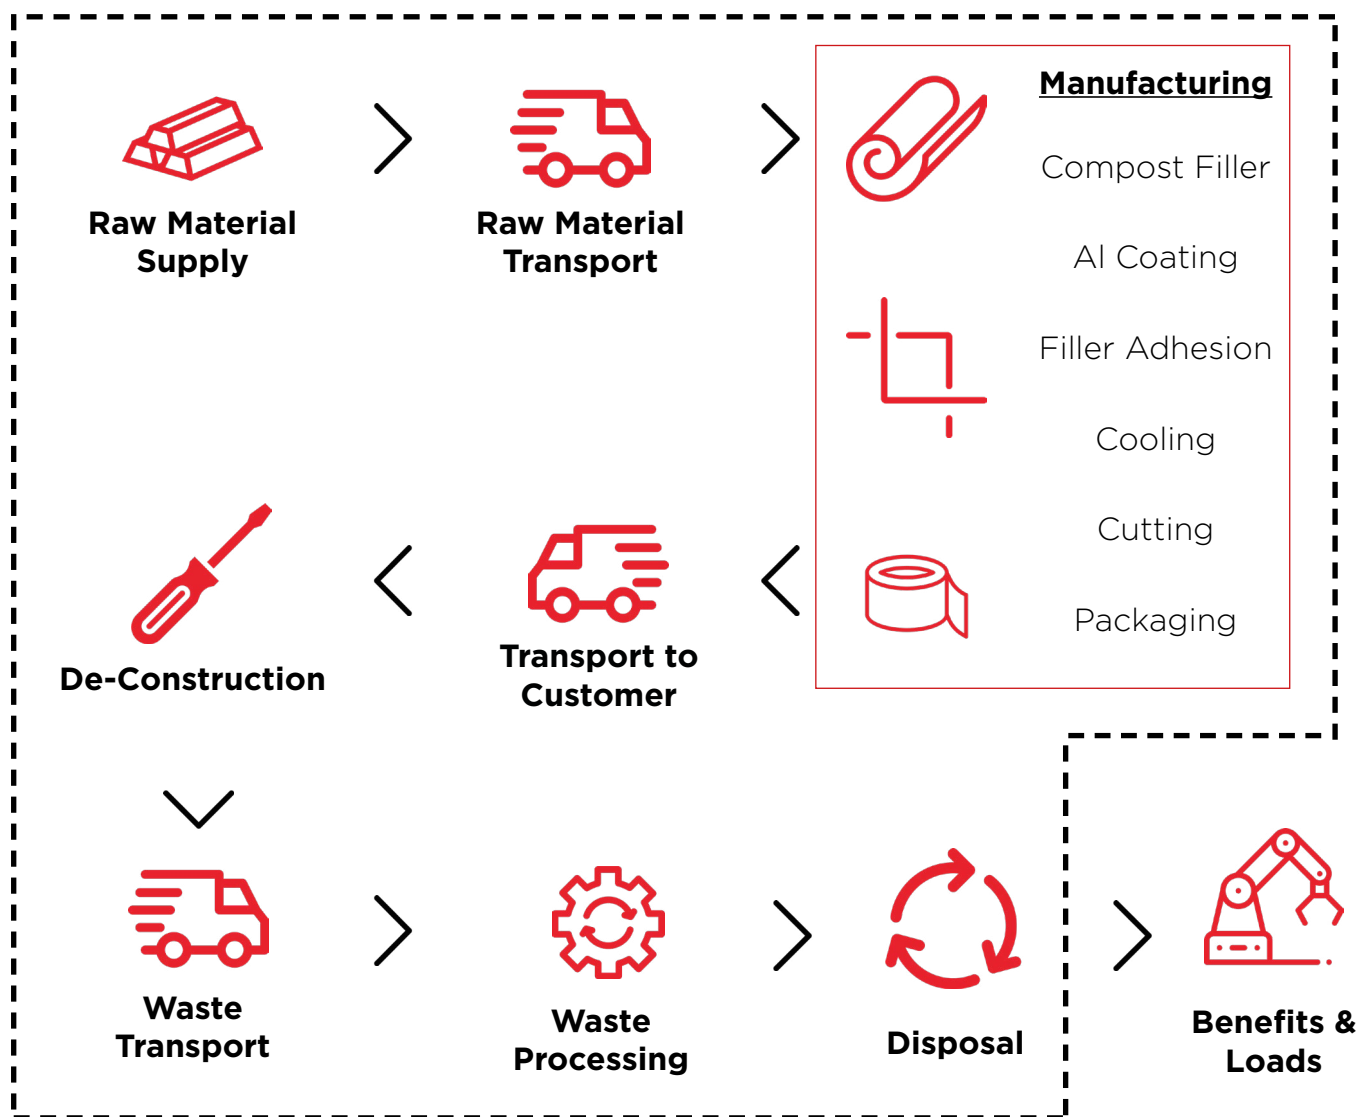 Raw Material
Supply
Raw Material
Transport
Manufacturing
Compost Filler
Al Coating
Filler Adhesion
Cooling
Cutting
Packaging
Transport to
Customer
De-Construction
Waste
Transport
Waste
Processing
Disposal
Benefits &
Loads